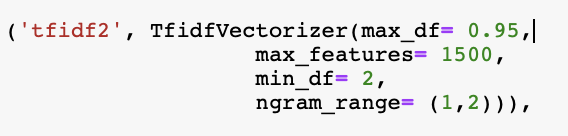 ('tfidf2', TfidfVectorizer(max_df= 0.95,
max_features= 1500,
min_df= 2,
ngram_range= (1,2))),